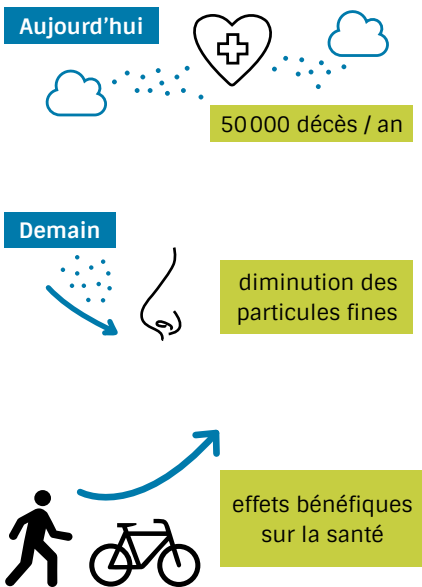 Aujourd’hui
50 000 décès / an
Demain
diminution des
particules fines
effets bénéfiques
sur la santé